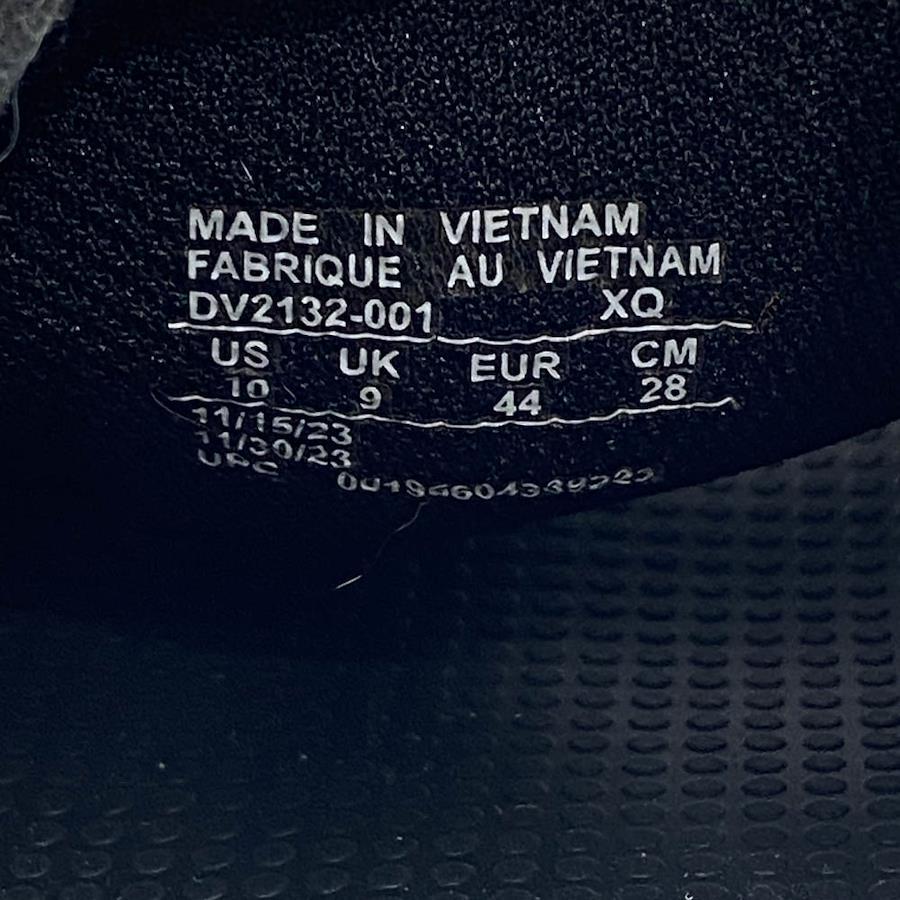 MADE IN VIETNAM
FABRIQUE AU VIETNAM
DV2132-001 XQ
US UK EUR CM
10 9 44 28
11/15/23
11/30/23
UPC